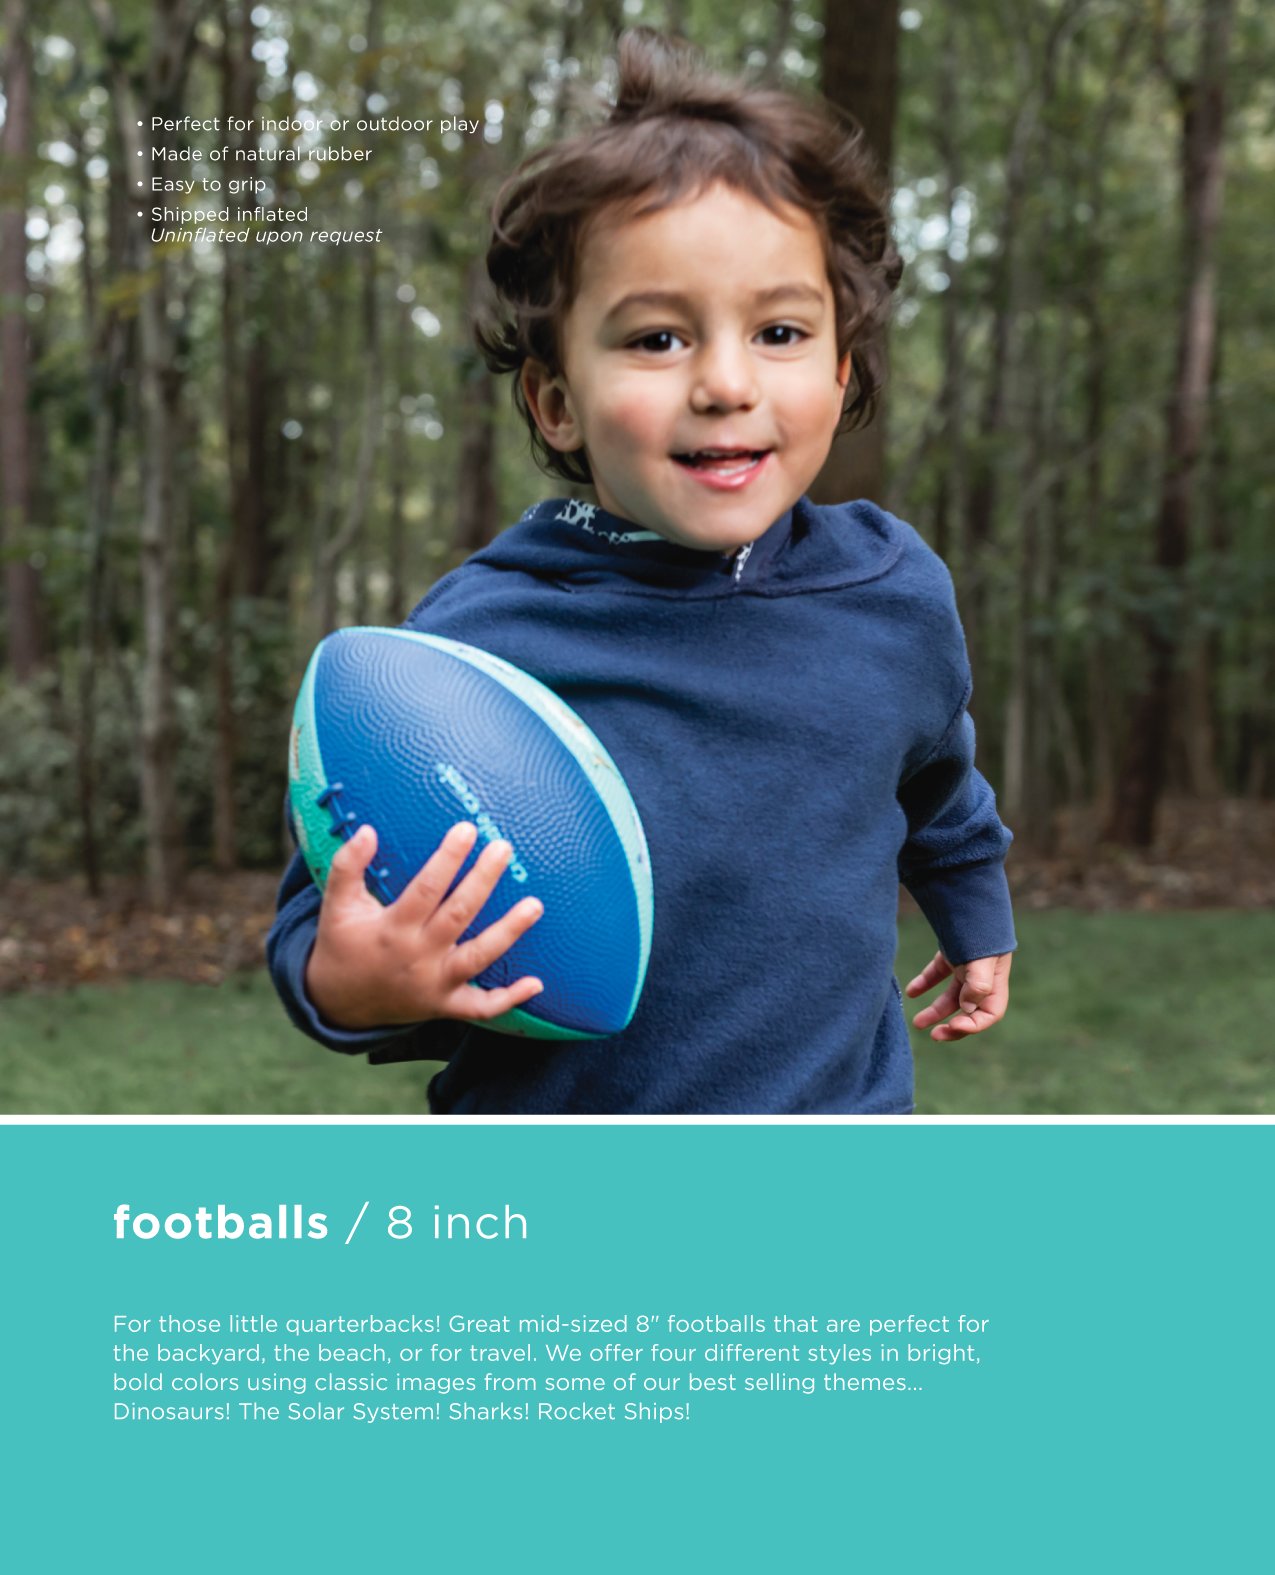 • Perfect for indoor or outdoor play
• Made of natural rubber
• Easy to grip
• Shipped inflated
Uninflated upon request
footballs / 8 inch
For those little quarterbacks! Great mid-sized 8" footballs that are perfect for
the backyard, the beach, or for travel. We offer four different styles in bright,
bold colors using classic images from some of our best selling themes...
Dinosaurs! The Solar System! Sharks! Rocket Ships!